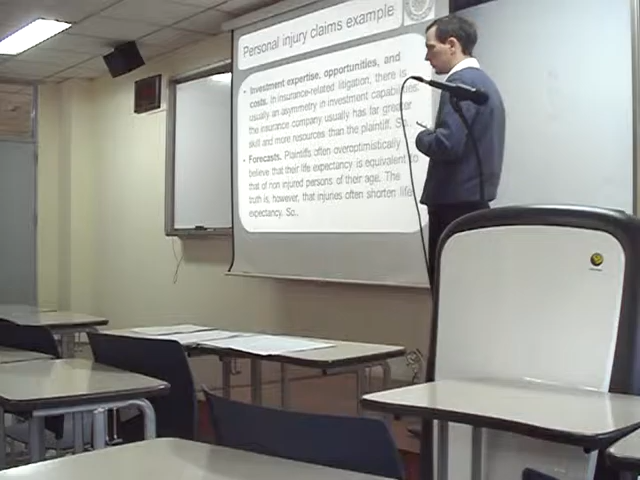 Personal injury claims example
• Investment expertise, opportunities, and
costs. In insurance-related litigation, there is
usually an asymmetry in investment capabilities:
the insurance company usually has far greater
skill and more resources than the plaintiff. So
• Forecasts. Plaintiffs often overoptimistically
believe that their life expectancy is equivalent to
that of non injured persons of their age. The
truth is, however, that injuries often shorten life
expectancy. So..